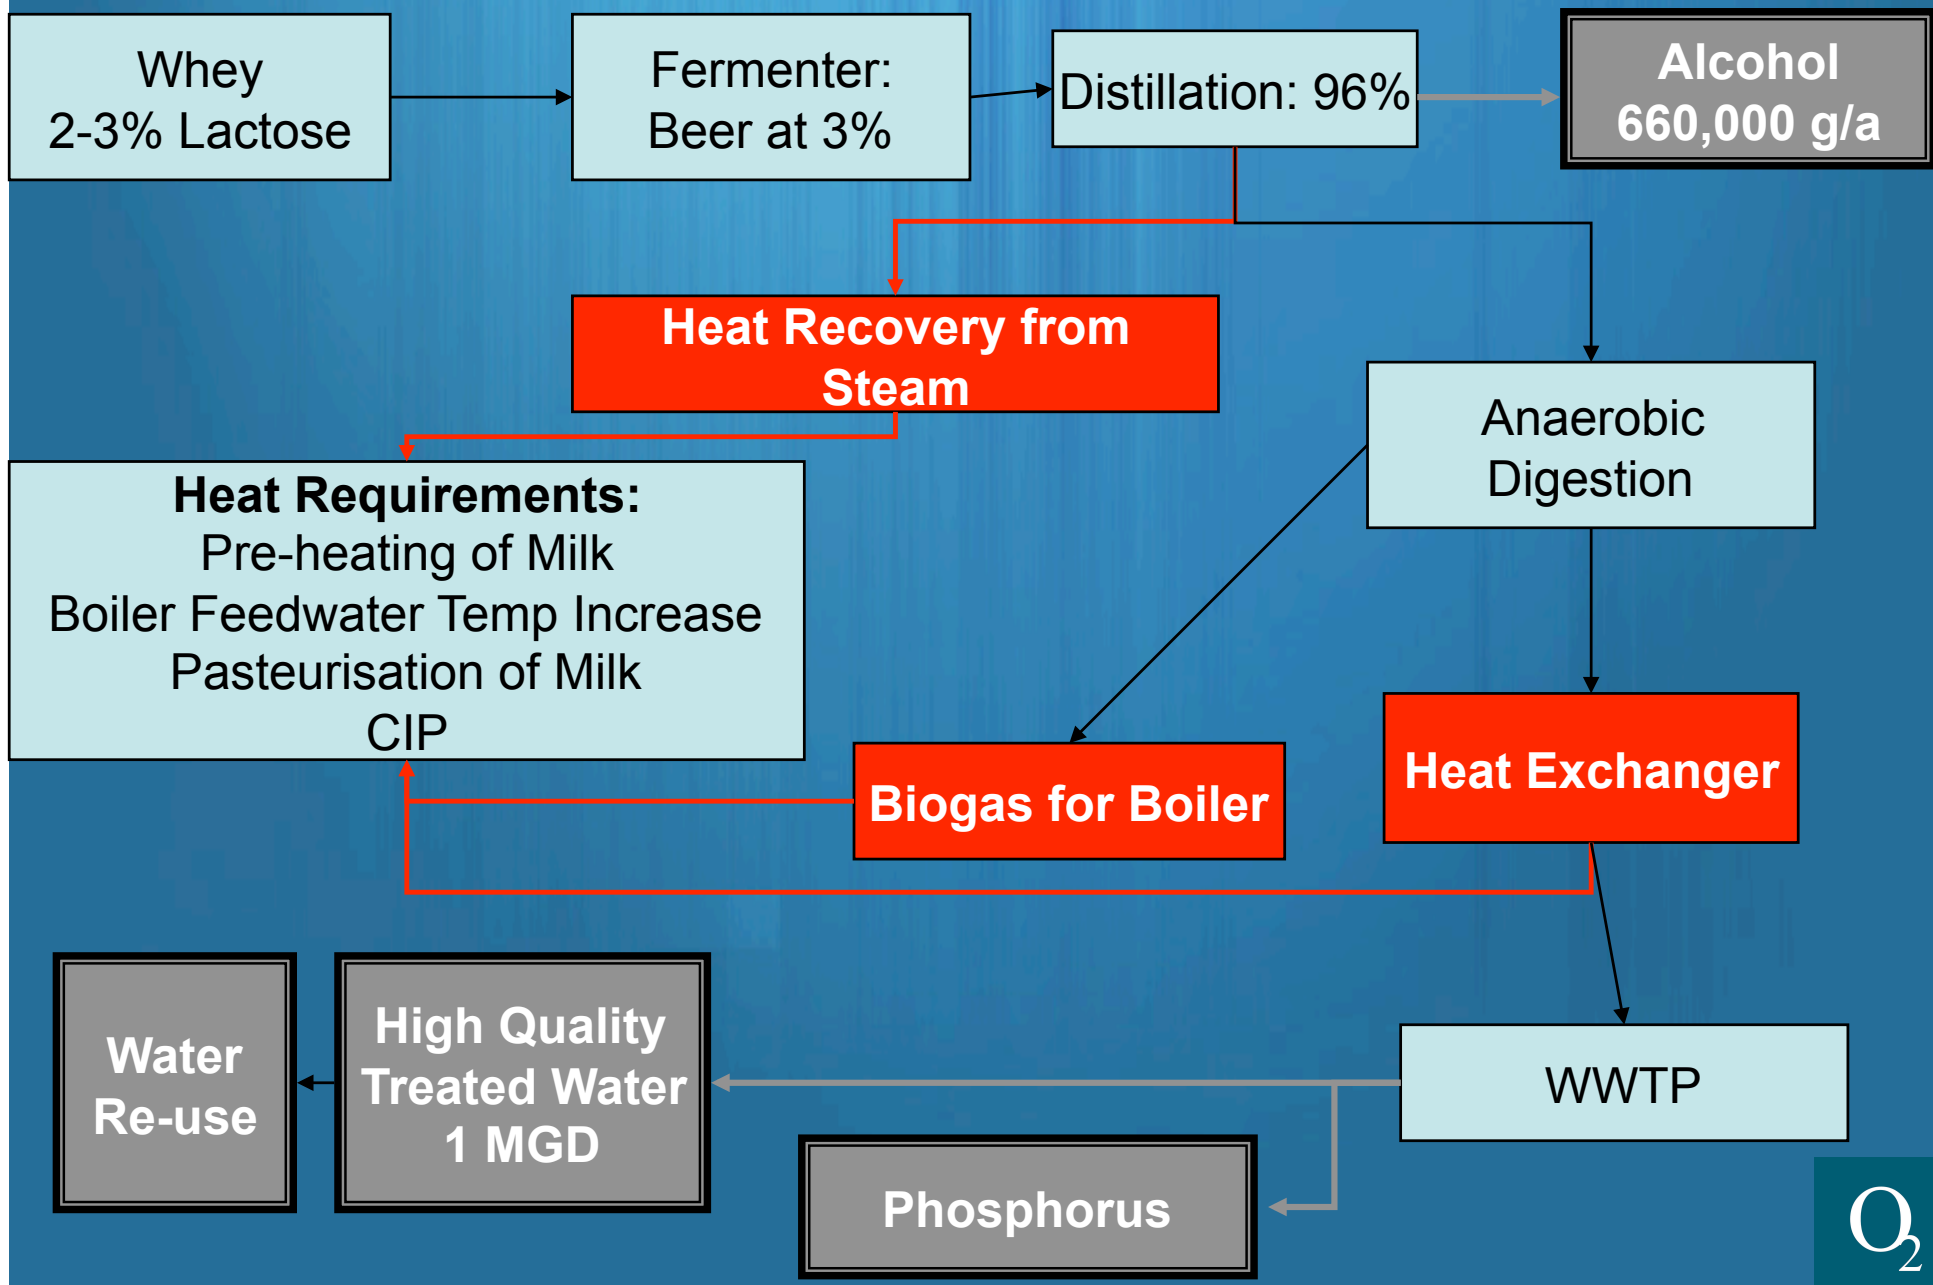 Whey
2-3% Lactose
Fermenter:
Beer at 3%
Distillation: 96%
Alcohol
660,000 g/a
Heat Recovery from
Steam
Anaerobic
Digestion
Heat Requirements:
Pre-heating of Milk
Boiler Feedwater Temp Increase
Pasteurisation of Milk
CIP
Biogas for Boiler
Heat Exchanger
Water
Re-use
High Quality
Treated Water
1 MGD
WWTP
Phosphorus
O2